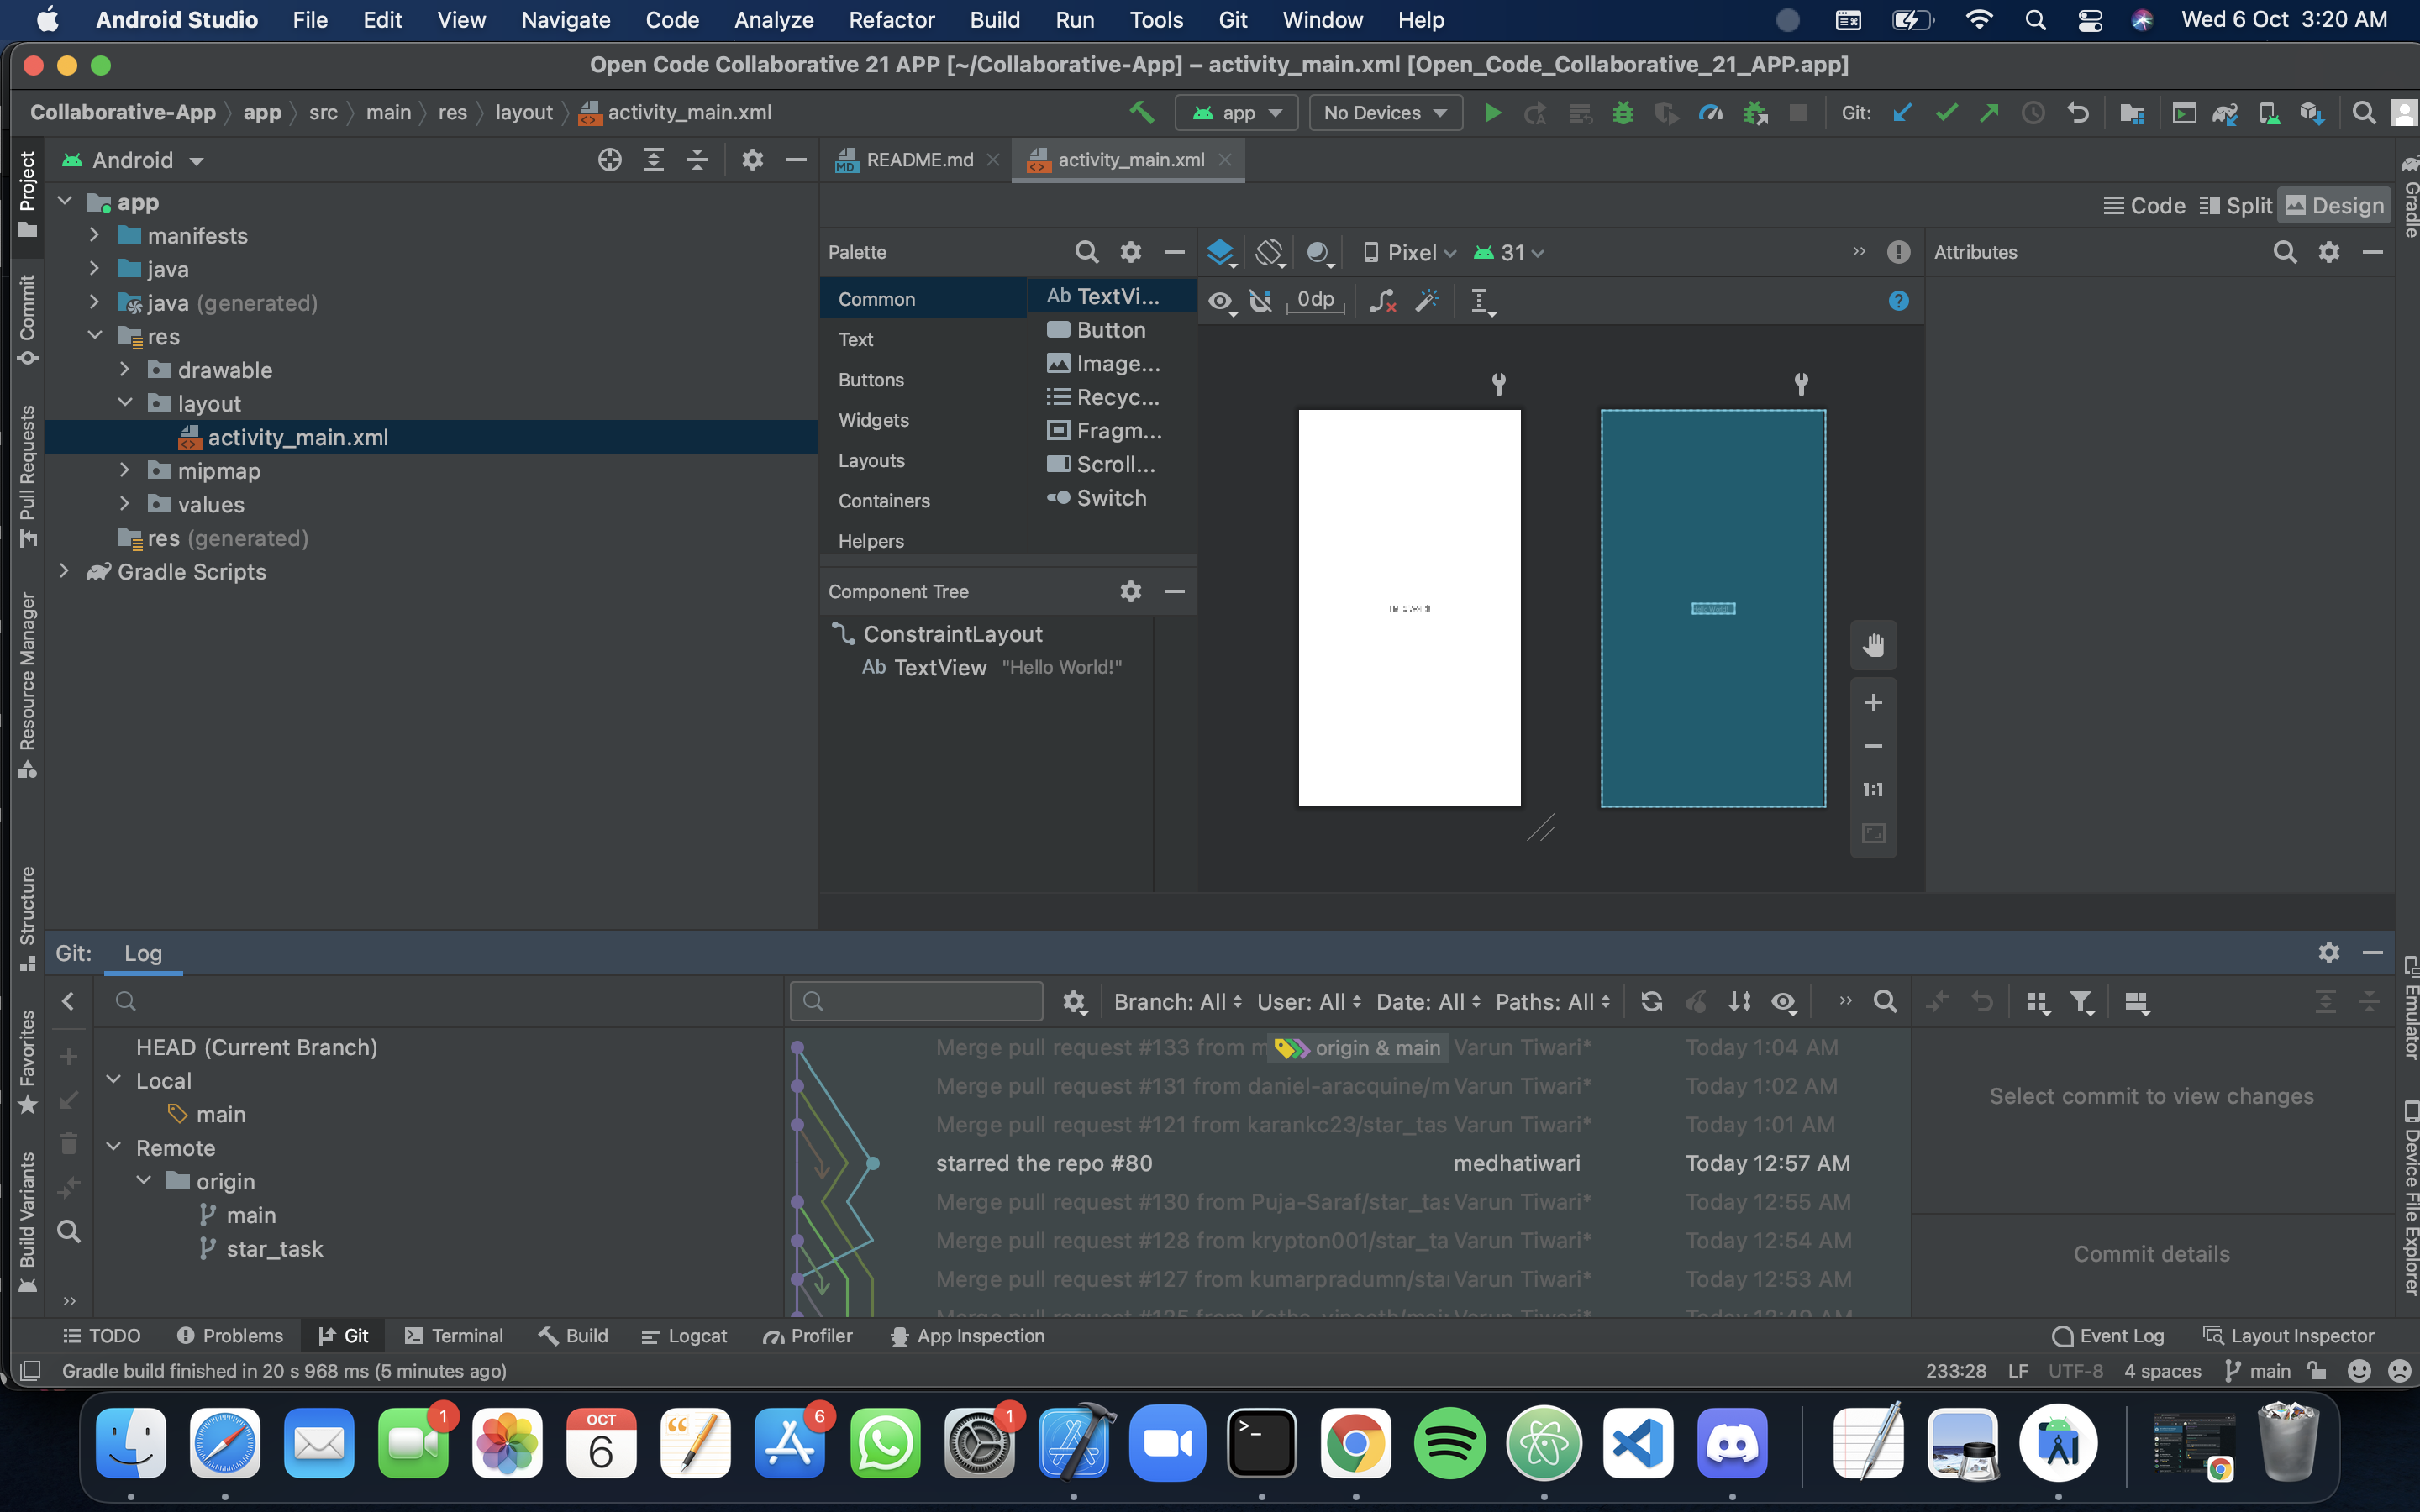 Android Studio File Edit View Navigate Code Analyze Refactor Build Run Tools Git Window Help Wed 6 Oct 3:20 AM
Open Code Collaborative 21 APP [~/Collaborative-App] – activity_main.xml [Open_Code_Collaborative_21_APP.app]
Collaborative-App app src main res layout activity_main.xml app No Devices Git:
Project
Commit
Pull Requests
Resource Manager
Structure
Favorites
Build Variants
Android
app
manifests
java
java (generated)
res
drawable
layout
activity_main.xml
mipmap
values
res (generated)
Gradle Scripts
README.md activity_main.xml
Code Split Design
Palette
Common
Text
Buttons
Widgets
Layouts
Containers
Helpers
Ab TextVi...
Button
Image...
Recyc...
Fragm...
Scroll...
Switch
Component Tree
ConstraintLayout
Ab TextView "Hello World!"
Pixel 31
0dp
Hello World!
1:1
Attributes
Gradle
Emulator
Device File Explorer
Git: Log
HEAD (Current Branch)
Local
main
Remote
origin
main
star_task
Branch: All User: All Date: All Paths: All
Merge pull request #133 from m origin & main Varun Tiwari* Today 1:04 AM
Merge pull request #131 from daniel-aracquine/m Varun Tiwari* Today 1:02 AM
Merge pull request #121 from karankc23/star_tas Varun Tiwari* Today 1:01 AM
starred the repo #80 medhatiwari Today 12:57 AM
Merge pull request #130 from Puja-Saraf/star_tas Varun Tiwari* Today 12:55 AM
Merge pull request #128 from krypton001/star_ta Varun Tiwari* Today 12:54 AM
Merge pull request #127 from kumarpradumn/sta Varun Tiwari* Today 12:53 AM
Merge pull request #125 from Varun Tiwari* Today 12:49 AM
Select commit to view changes
Commit details
TODO Problems Git Terminal Build Logcat Profiler App Inspection Event Log Layout Inspector
Gradle build finished in 20 s 968 ms (5 minutes ago) 233:28 LF UTF-8 4 spaces main
1
OCT
6
6
1